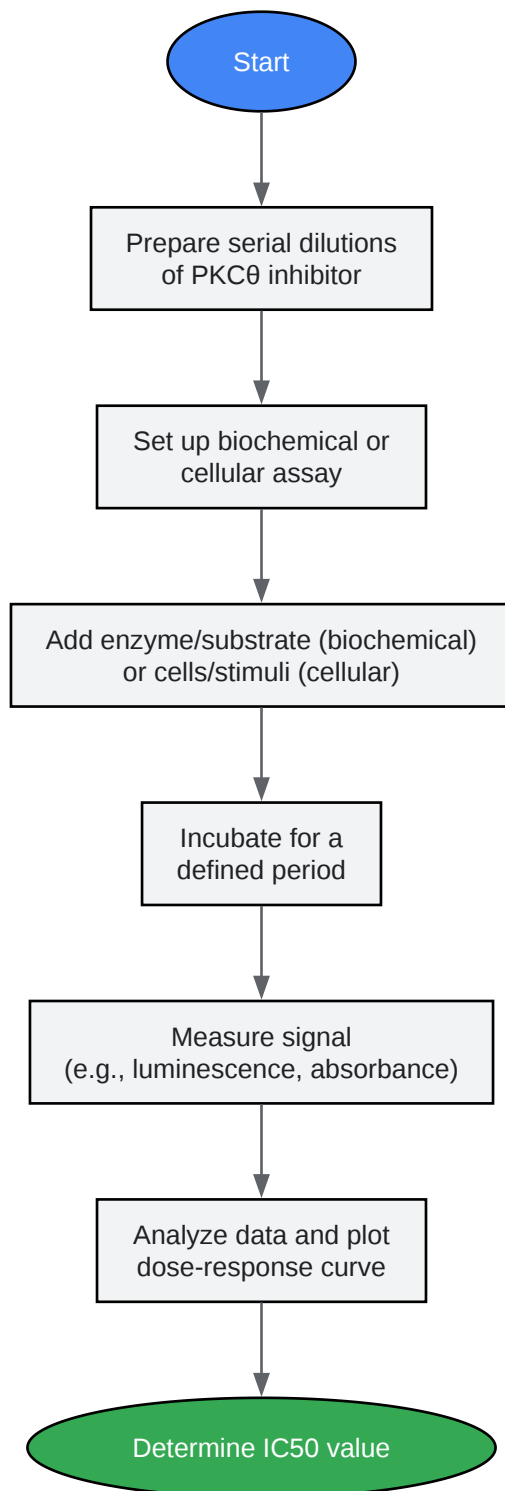 Start
Prepare serial dilutions
of PKCθ inhibitor
Set up biochemical or
cellular assay
Add enzyme/substrate (biochemical)
or cells/stimuli (cellular)
Incubate for a
defined period
Measure signal
(e.g., luminescence, absorbance)
Analyze data and plot
dose-response curve
Determine IC50 value